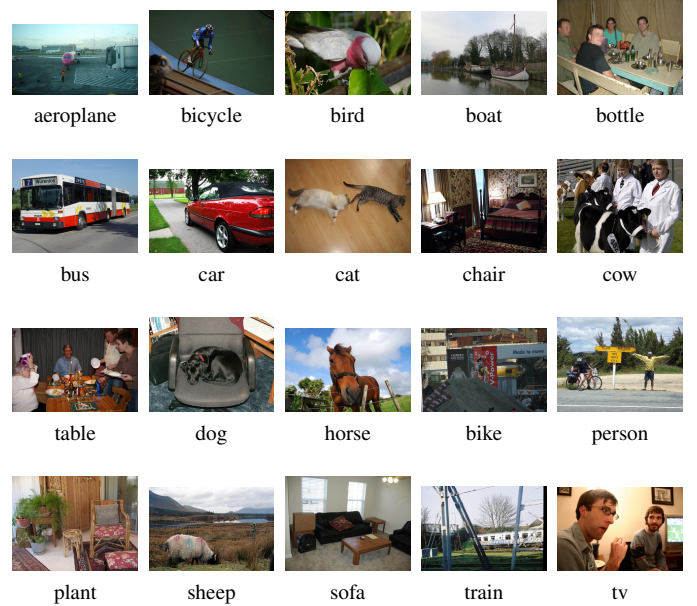 aeroplane bicycle bird boat bottle
bus car cat chair cow
table dog horse bike person
plant sheep sofa train tv